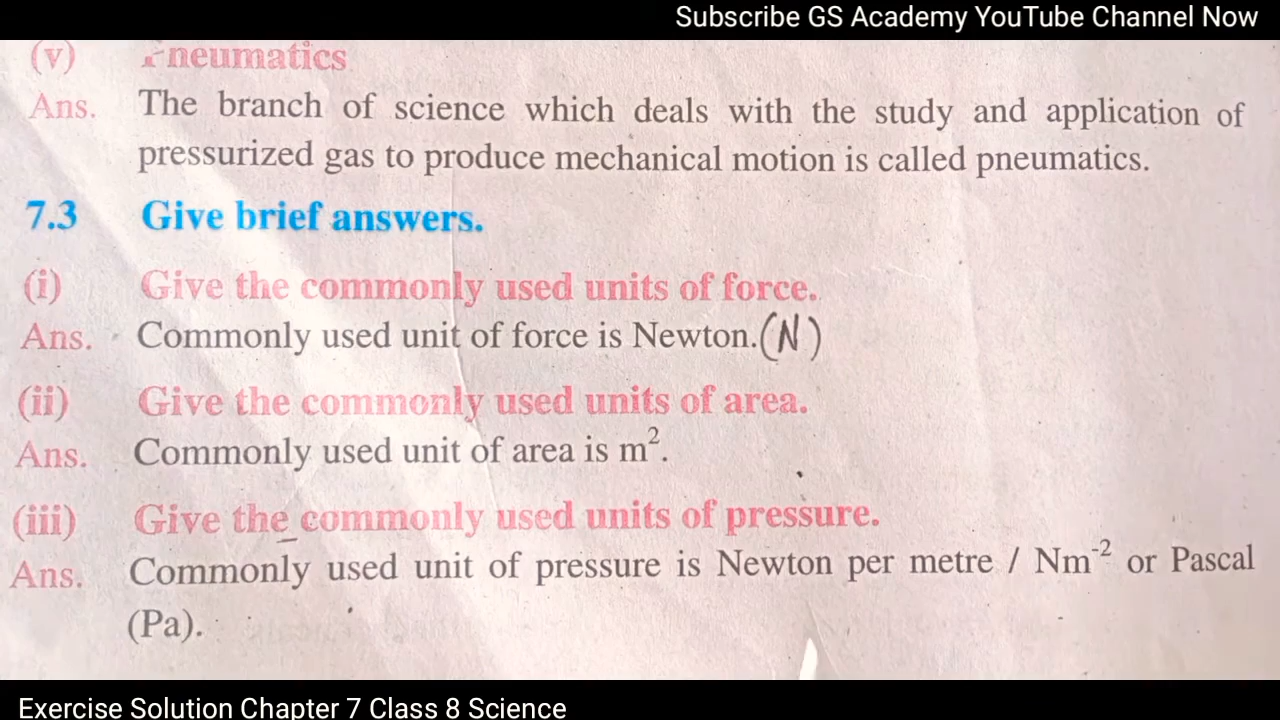 Subscribe GS Academy YouTube Channel Now
(v) Pneumatics
Ans. The branch of science which deals with the study and application of
pressurized gas to produce mechanical motion is called pneumatics.
7.3 Give brief answers.
(i) Give the commonly used units of force.
Ans. Commonly used unit of force is Newton.(N)
(ii) Give the commonly used units of area.
Ans. Commonly used unit of area is m².
(iii) Give the commonly used units of pressure.
Ans. Commonly used unit of pressure is Newton per metre / Nm⁻² or Pascal
(Pa).
Exercise Solution Chapter 7 Class 8 Science